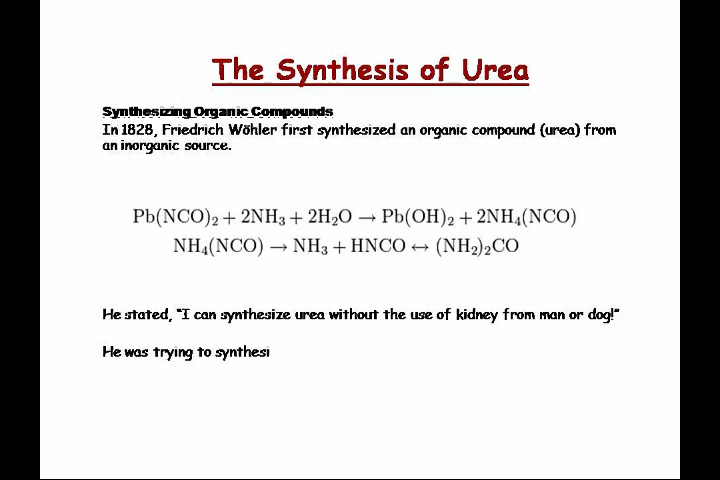 The Synthesis of Urea
Synthesizing Organic Compounds
In 1828, Friedrich Wöhler first synthesized an organic compound (urea) from
an inorganic source.
Pb(NCO)₂ + 2NH₃ + 2H₂O → Pb(OH)₂ + 2NH₄(NCO)
NH₄(NCO) → NH₃ + HNCO ↔ (NH₂)₂CO
He stated, "I can synthesize urea without the use of kidney from man or dog!"
He was trying to synthesi